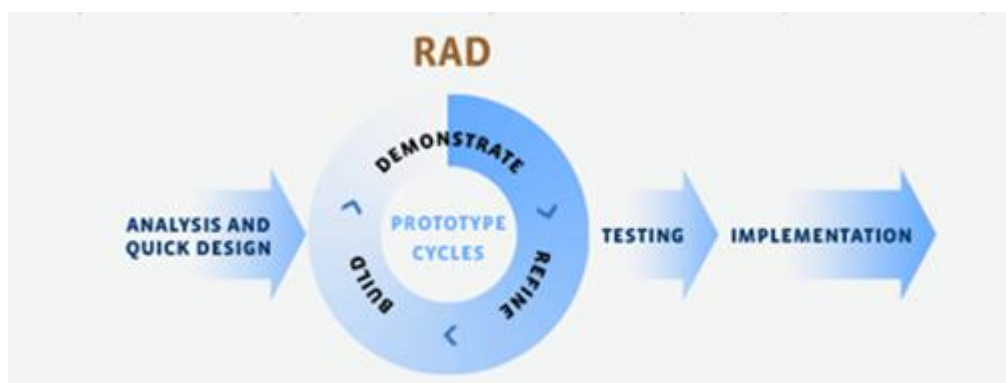 RAD
ANALYSIS AND
QUICK DESIGN
DEMONSTRATE
PROTOTYPE
CYCLES
BUILD
REFINE
TESTING
IMPLEMENTATION